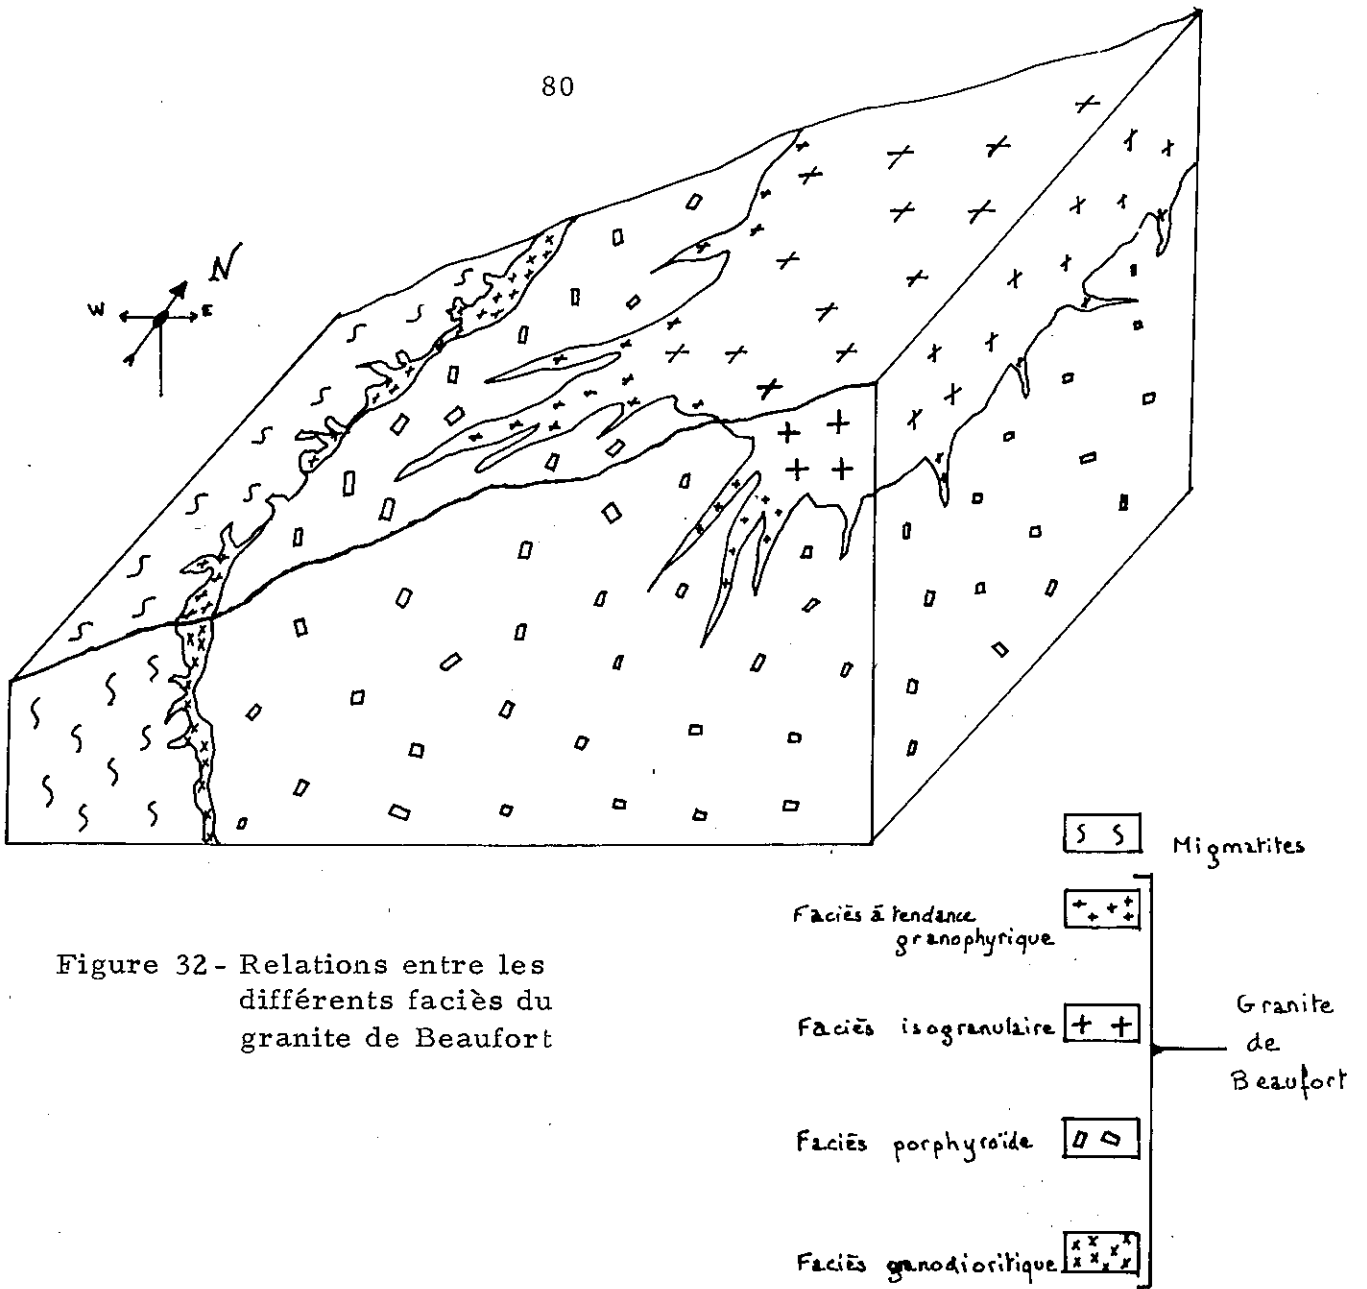 80
N
W E
Migmatites
Faciès à tendance
granophyrique
Figure 32 - Relations entre les
différents faciès du
granite de Beaufort
Faciès isogranulaire
Granite
de
Beaufort
Faciès porphyroïde
Faciès ganodioritique